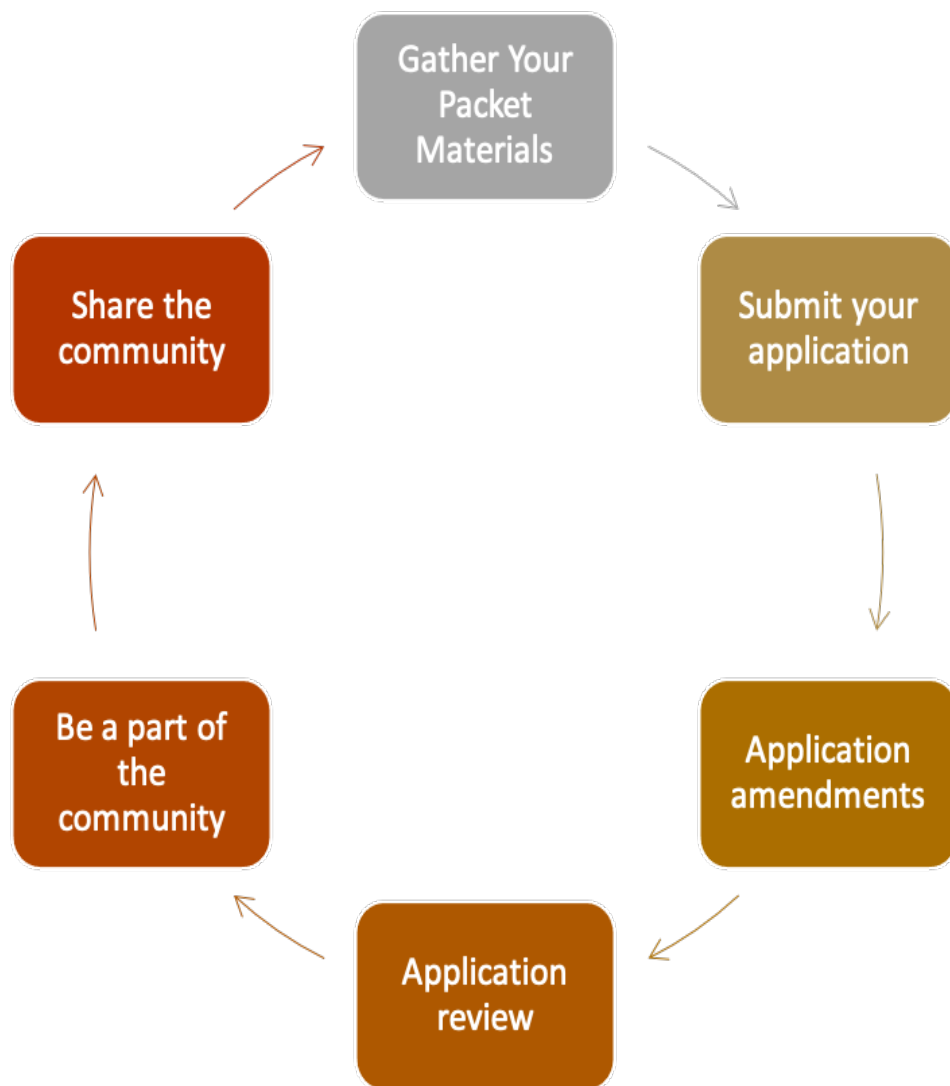 Gather Your
Packet
Materials
Submit your
application
Application
amendments
Application
review
Be a part of
the
community
Share the
community